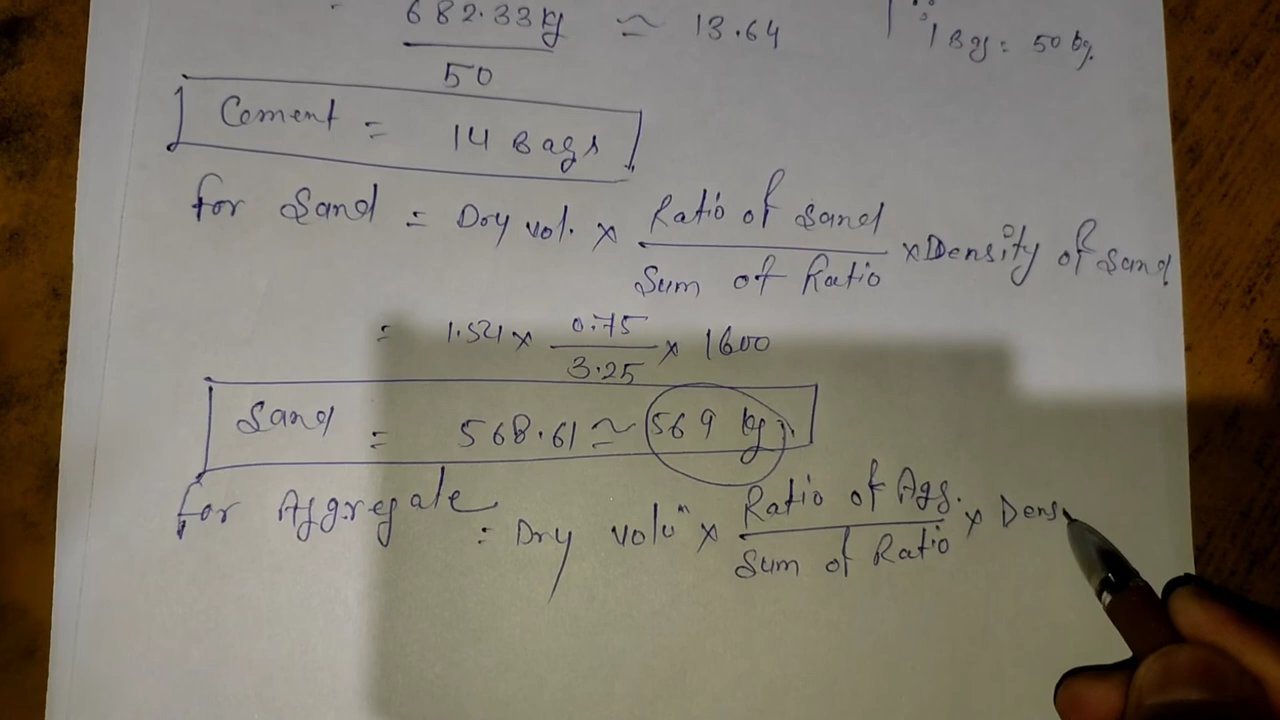 682.33 kg ≃ 13.64
50
1 Bag = 50 kg.
Cement = 14 Bags
for Sand = Dry vol. × Ratio of Sand / Sum of Ratio × Density of Sand
= 1.54 × 0.75 / 3.25 × 1600
Sand = 568.61 ≃ 569 kg.
for Aggregate = Dry volu" × Ratio of Agg. / Sum of Ratio × Dens